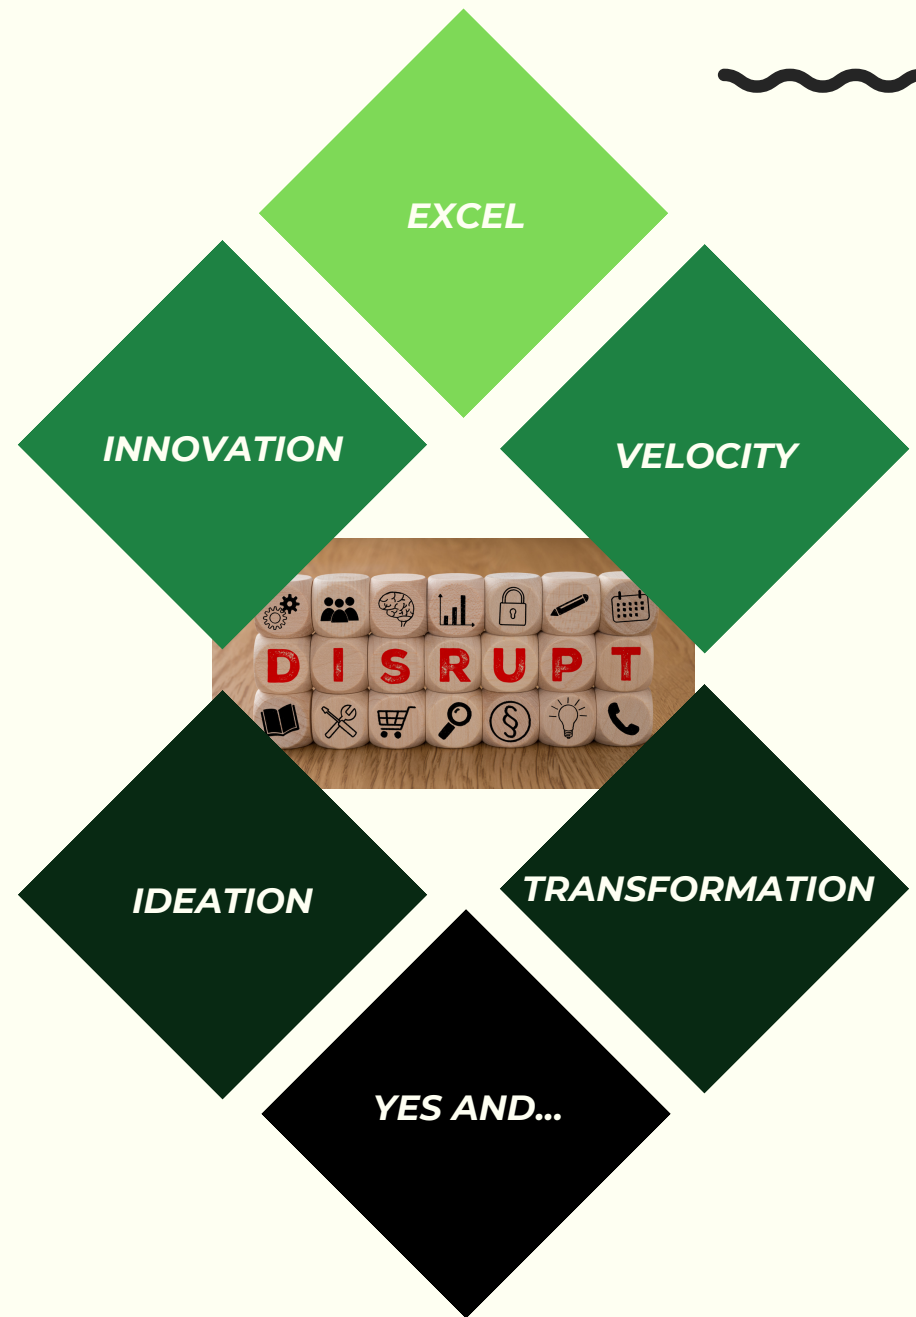 EXCEL
INNOVATION
VELOCITY
DISRUPT
§
IDEATION
TRANSFORMATION
YES AND...